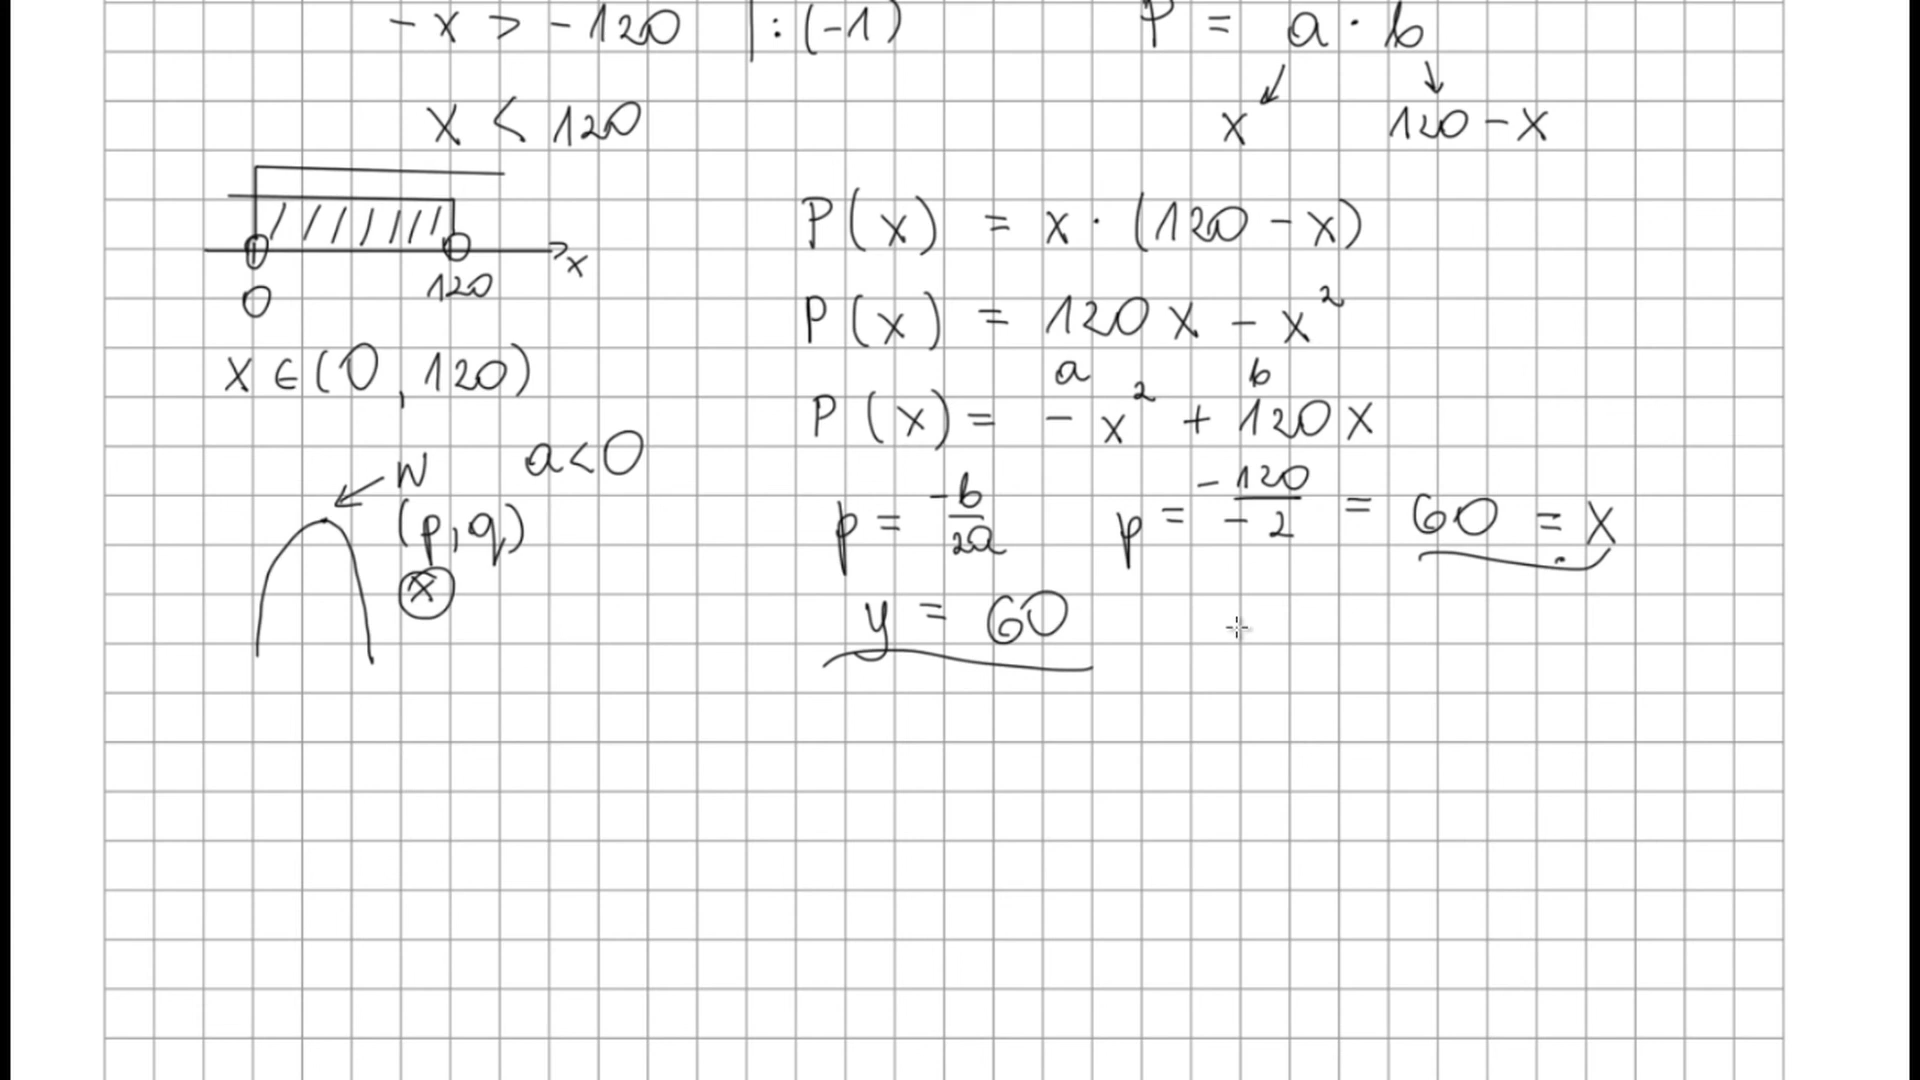 -x > -120 | : (-1)
x < 120
0 120 x
x ∈ (0, 120)
W a < 0
(p, q)
x
P = a · b
x 120 - x
P(x) = x · (120 - x)
P(x) = 120x - x²
a b
P(x) = - x² + 120x
p = -b/2a p = -120/-2 = 60 = x
y = 60